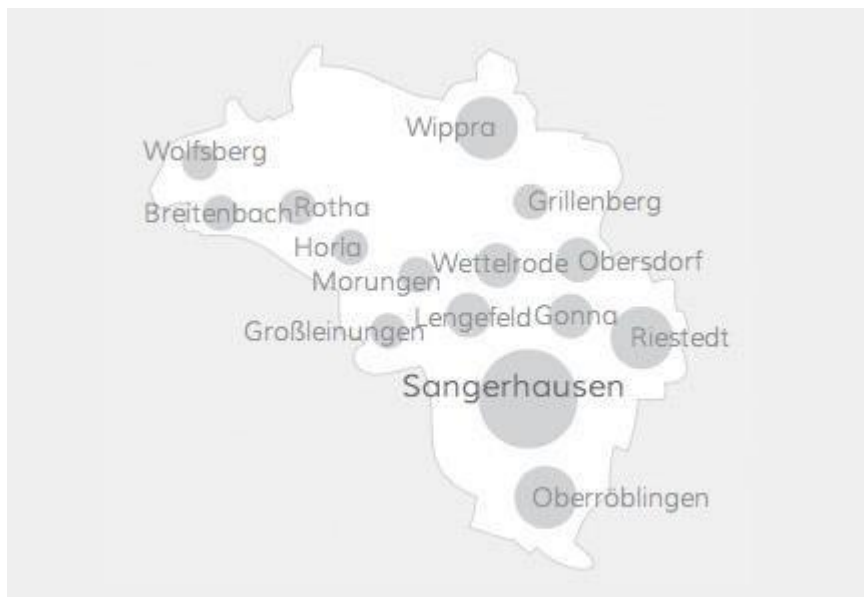 Wippra
Wolfsberg
Grillenberg
Breitenbach
Rotha
Horla
Wettelrode
Obersdorf
Morungen
Lengefeld
Gonna
Großleinungen
Riestedt
Sangerhausen
Oberröblingen